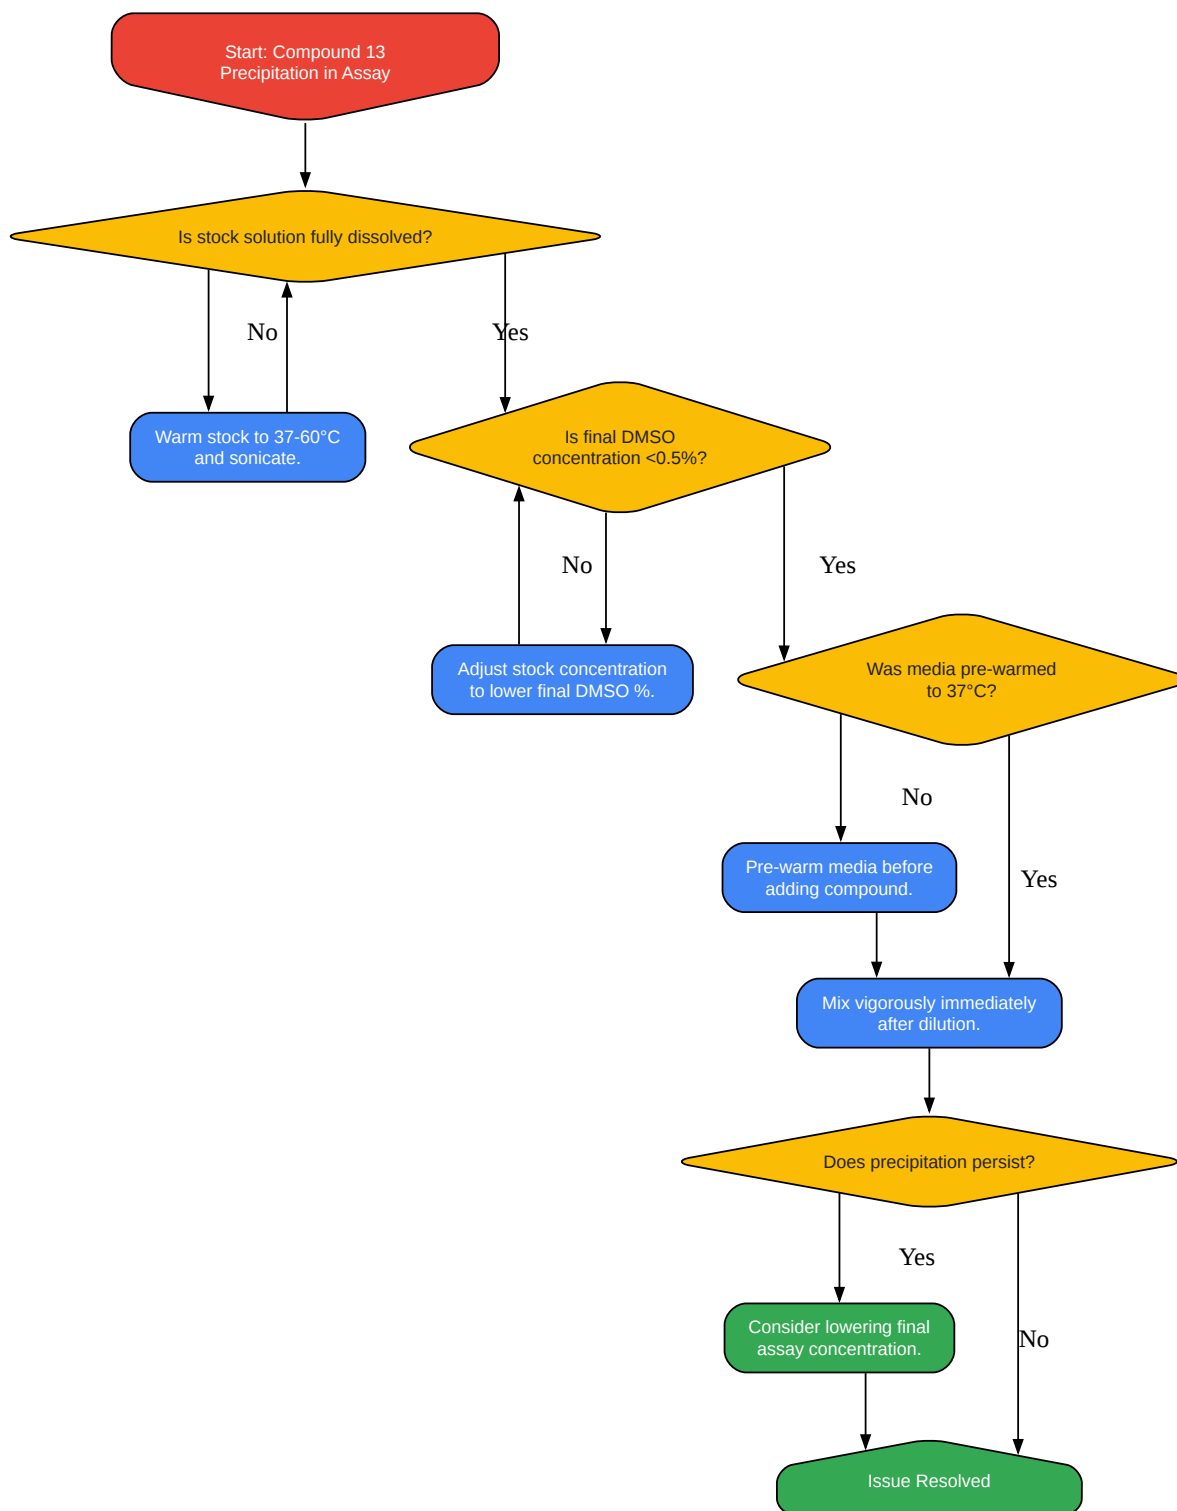 Start: Compound 13
Precipitation in Assay
Is stock solution fully dissolved?
No
Yes
Warm stock to 37-60°C
and sonicate.
Is final DMSO
concentration <0.5%?
No
Yes
Adjust stock concentration
to lower final DMSO %.
Was media pre-warmed
to 37°C?
No
Yes
Pre-warm media before
adding compound.
Mix vigorously immediately
after dilution.
Does precipitation persist?
Yes
No
Consider lowering final
assay concentration.
Issue Resolved